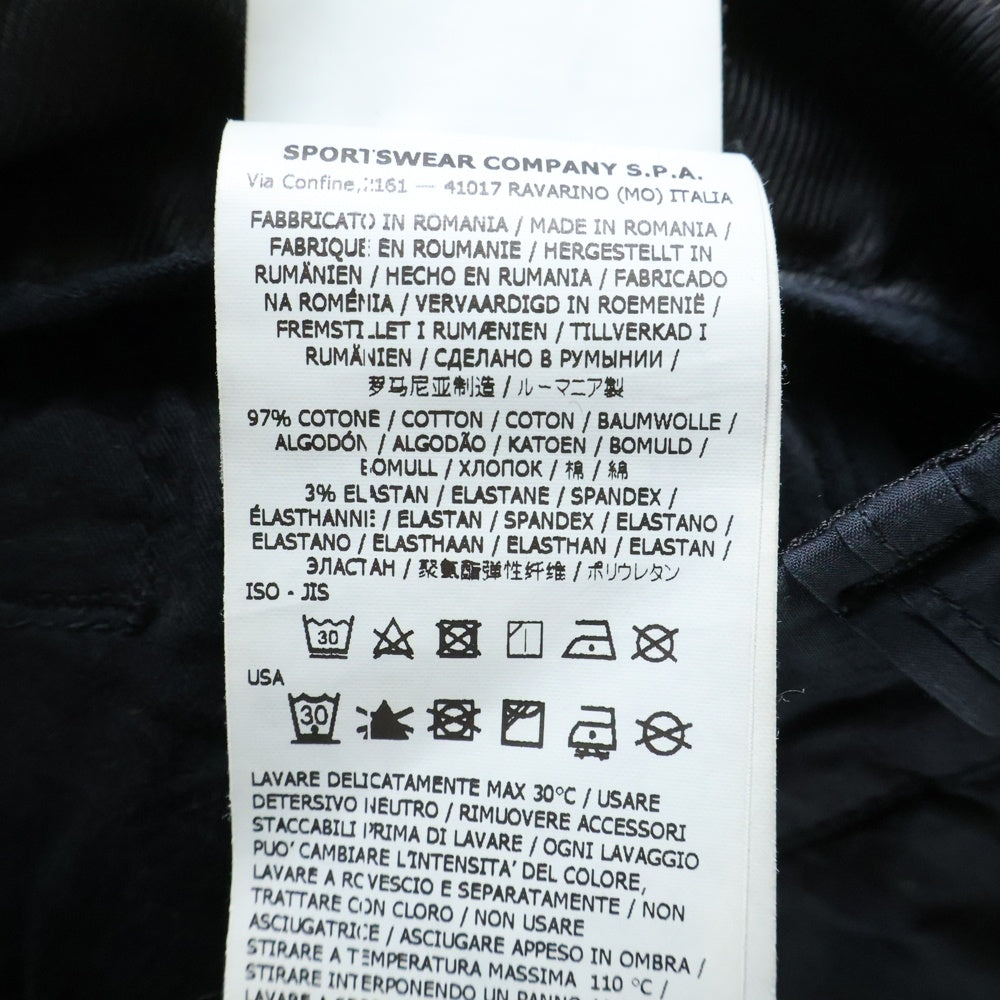 SPORTSWEAR COMPANY S.P.A.
Via Confine, 2161 — 41017 RAVARINO (MO) ITALIA
FABBRICATO IN ROMANIA / MADE IN ROMANIA /
FABRIQUE EN ROUMANIE / HERGESTELLT IN
RUMÄNIEN / HECHO EN RUMANIA / FABRICADO
NA ROMÉNIA / VERVAARDIGD IN ROEMENIË /
FREMSTILLET I RUMÆNIEN / TILLVERKAD I
RUMÄNIEN / СДЕЛАНО В РУМЫНИИ /
罗马尼亚制造 / ルーマニア製
97% COTONE / COTTON / COTON / BAUMWOLLE /
ALGODÓN / ALGODÃO / KATOEN / BOMULD /
BOMULL / ХЛОПОК / 棉 / 綿
3% ELASTAN / ELASTANE / SPANDEX /
ÉLASTHANNE / ELASTAN / SPANDEX / ELASTANO /
ELASTANO / ELASTHAAN / ELASTHAN / ELASTAN /
ЭЛАСТАН / 聚氨酯弹性纤维 / ポリウレタン
ISO - JIS
30
USA
30
LAVARE DELICATAMENTE MAX 30°C / USARE
DETERSIVO NEUTRO / RIMUOVERE ACCESSORI
STACCABILI PRIMA DI LAVARE / OGNI LAVAGGIO
PUO' CAMBIARE L'INTENSITA' DEL COLORE,
LAVARE A ROVESCIO E SEPARATAMENTE / NON
TRATTARE CON CLORO / NON USARE
ASCIUGATRICE / ASCIUGARE APPESO IN OMBRA /
STIRARE A TEMPERATURA MASSIMA 110 °C /
STIRARE INTERPONENDO UN PANNO
LAVARE A